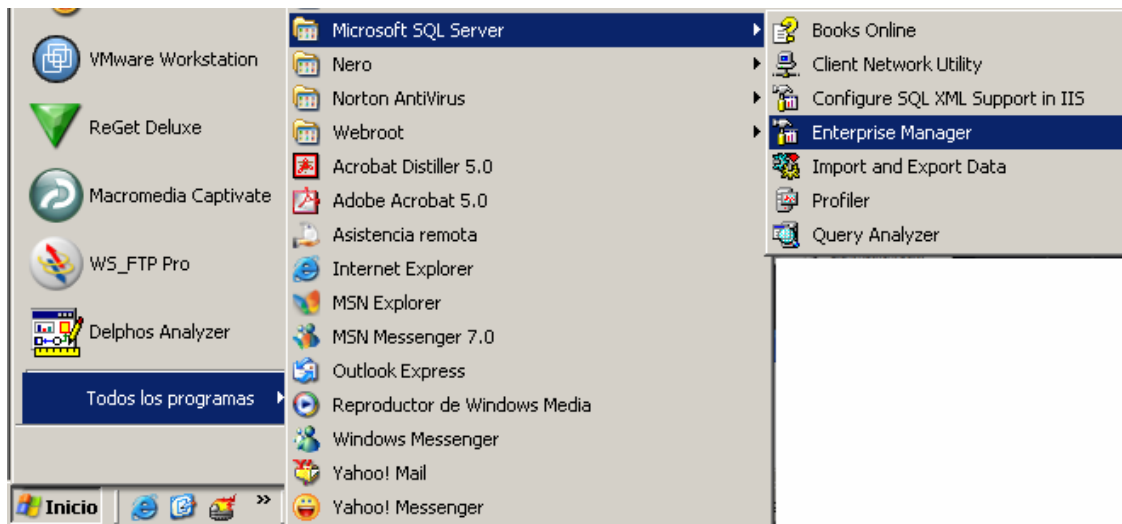 VMware Workstation
ReGet Deluxe
Macromedia Captivate
WS_FTP Pro
Delphos Analyzer
Todos los programas
Inicio
»
Microsoft SQL Server
Nero
Norton AntiVirus
Webroot
Acrobat Distiller 5.0
Adobe Acrobat 5.0
Asistencia remota
Internet Explorer
MSN Explorer
MSN Messenger 7.0
Outlook Express
Reproductor de Windows Media
Windows Messenger
Yahoo! Mail
Yahoo! Messenger
Books Online
Client Network Utility
Configure SQL XML Support in IIS
Enterprise Manager
Import and Export Data
Profiler
Query Analyzer